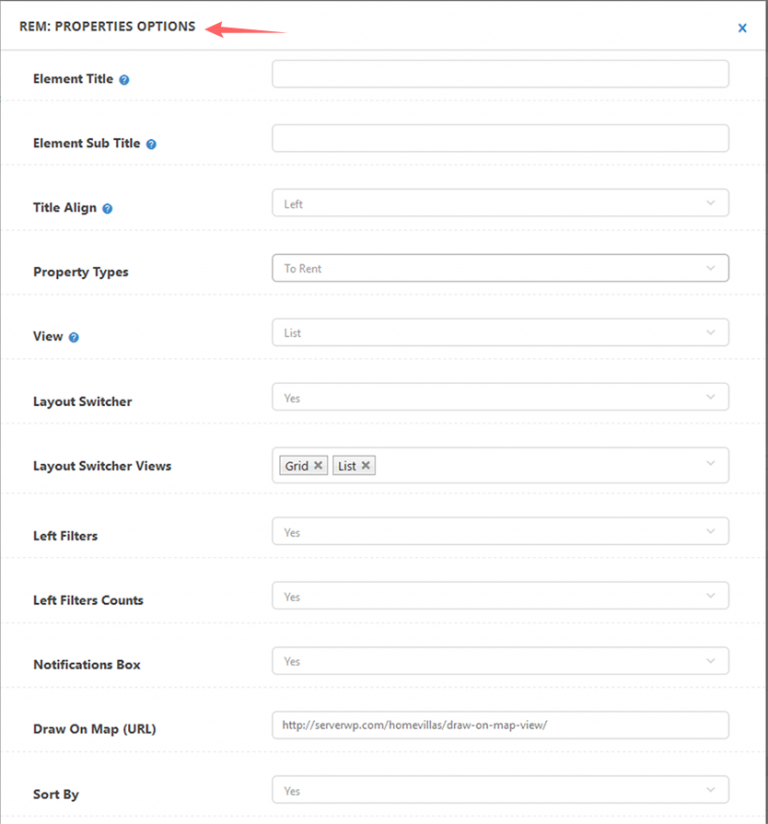 REM: PROPERTIES OPTIONS
Element Title
Element Sub Title
Title Align Left
Property Types To Rent
View List
Layout Switcher Yes
Layout Switcher Views Grid List
Left Filters Yes
Left Filters Counts Yes
Notifications Box Yes
Draw On Map (URL) http://serverwp.com/homevillas/draw-on-map-view/
Sort By Yes